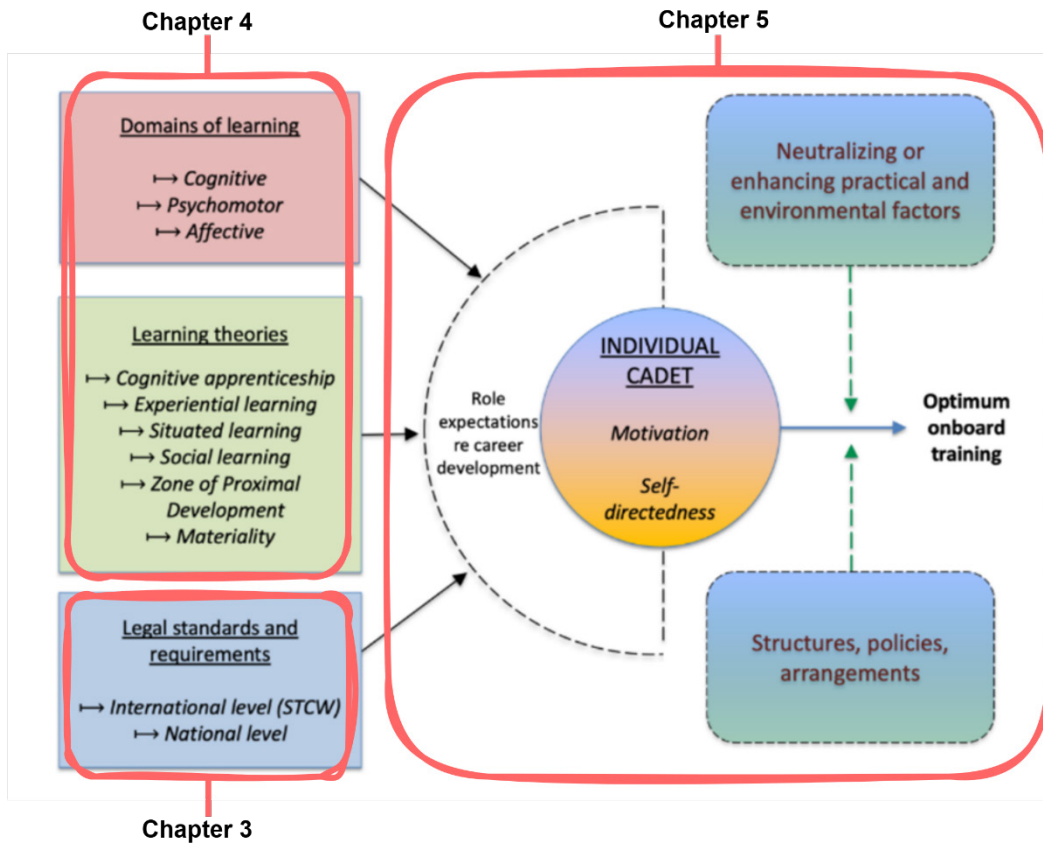 Chapter 4
Chapter 5
Domains of learning
↦ Cognitive
↦ Psychomotor
↦ Affective
Learning theories
↦ Cognitive apprenticeship
↦ Experiential learning
↦ Situated learning
↦ Social learning
↦ Zone of Proximal
Development
↦ Materiality
Legal standards and
requirements
↦ International level (STCW)
↦ National level
Chapter 3
Role
expectations
re career
development
INDIVIDUAL
CADET
Motivation
Self-
directedness
Neutralizing or
enhancing practical and
environmental factors
Optimum
onboard
training
Structures, policies,
arrangements